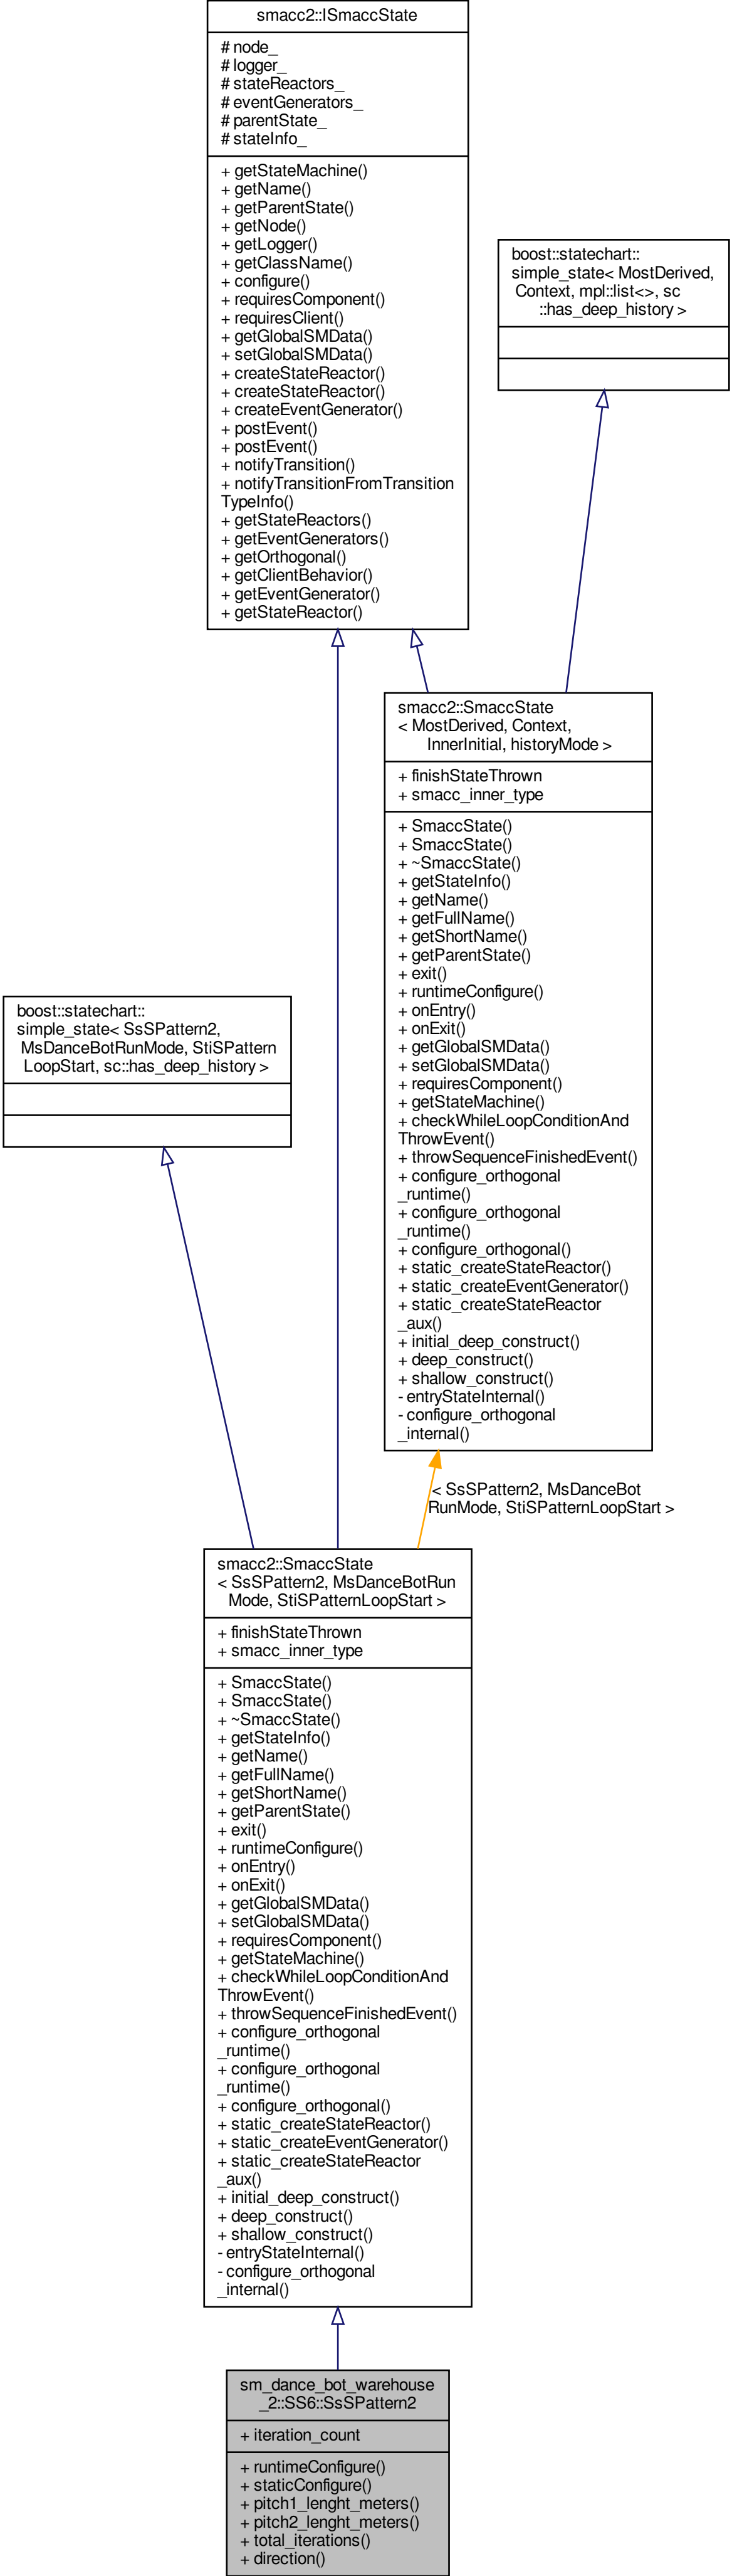 smacc2::ISmaccState
# node_
# logger_
# stateReactors_
# eventGenerators_
# parentState_
# stateInfo_
+ getStateMachine()
+ getName()
+ getParentState()
+ getNode()
+ getLogger()
+ getClassName()
+ configure()
+ requiresComponent()
+ requiresClient()
+ getGlobalSMData()
+ setGlobalSMData()
+ createStateReactor()
+ createStateReactor()
+ createEventGenerator()
+ postEvent()
+ postEvent()
+ notifyTransition()
+ notifyTransitionFromTransition
TypeInfo()
+ getStateReactors()
+ getEventGenerators()
+ getOrthogonal()
+ getClientBehavior()
+ getEventGenerator()
+ getStateReactor()
boost::statechart::
simple_state< MostDerived,
Context, mpl::list<>, sc
::has_deep_history >
smacc2::SmaccState
< MostDerived, Context,
InnerInitial, historyMode >
+ finishStateThrown
+ smacc_inner_type
+ SmaccState()
+ SmaccState()
+ ~SmaccState()
+ getStateInfo()
+ getName()
+ getFullName()
+ getShortName()
+ getParentState()
+ exit()
+ runtimeConfigure()
+ onEntry()
+ onExit()
+ getGlobalSMData()
+ setGlobalSMData()
+ requiresComponent()
+ getStateMachine()
+ checkWhileLoopConditionAnd
ThrowEvent()
+ throwSequenceFinishedEvent()
+ configure_orthogonal
_runtime()
+ configure_orthogonal
_runtime()
+ configure_orthogonal()
+ static_createStateReactor()
+ static_createEventGenerator()
+ static_createStateReactor
_aux()
+ initial_deep_construct()
+ deep_construct()
+ shallow_construct()
- entryStateInternal()
- configure_orthogonal
_internal()
boost::statechart::
simple_state< SsSPattern2,
MsDanceBotRunMode, StiSPattern
LoopStart, sc::has_deep_history >
< SsSPattern2, MsDanceBot
RunMode, StiSPatternLoopStart >
smacc2::SmaccState
< SsSPattern2, MsDanceBotRun
Mode, StiSPatternLoopStart >
+ finishStateThrown
+ smacc_inner_type
+ SmaccState()
+ SmaccState()
+ ~SmaccState()
+ getStateInfo()
+ getName()
+ getFullName()
+ getShortName()
+ getParentState()
+ exit()
+ runtimeConfigure()
+ onEntry()
+ onExit()
+ getGlobalSMData()
+ setGlobalSMData()
+ requiresComponent()
+ getStateMachine()
+ checkWhileLoopConditionAnd
ThrowEvent()
+ throwSequenceFinishedEvent()
+ configure_orthogonal
_runtime()
+ configure_orthogonal
_runtime()
+ configure_orthogonal()
+ static_createStateReactor()
+ static_createEventGenerator()
+ static_createStateReactor
_aux()
+ initial_deep_construct()
+ deep_construct()
+ shallow_construct()
- entryStateInternal()
- configure_orthogonal
_internal()
sm_dance_bot_warehouse
_2::SS6::SsSPattern2
+ iteration_count
+ runtimeConfigure()
+ staticConfigure()
+ pitch1_lenght_meters()
+ pitch2_lenght_meters()
+ total_iterations()
+ direction()